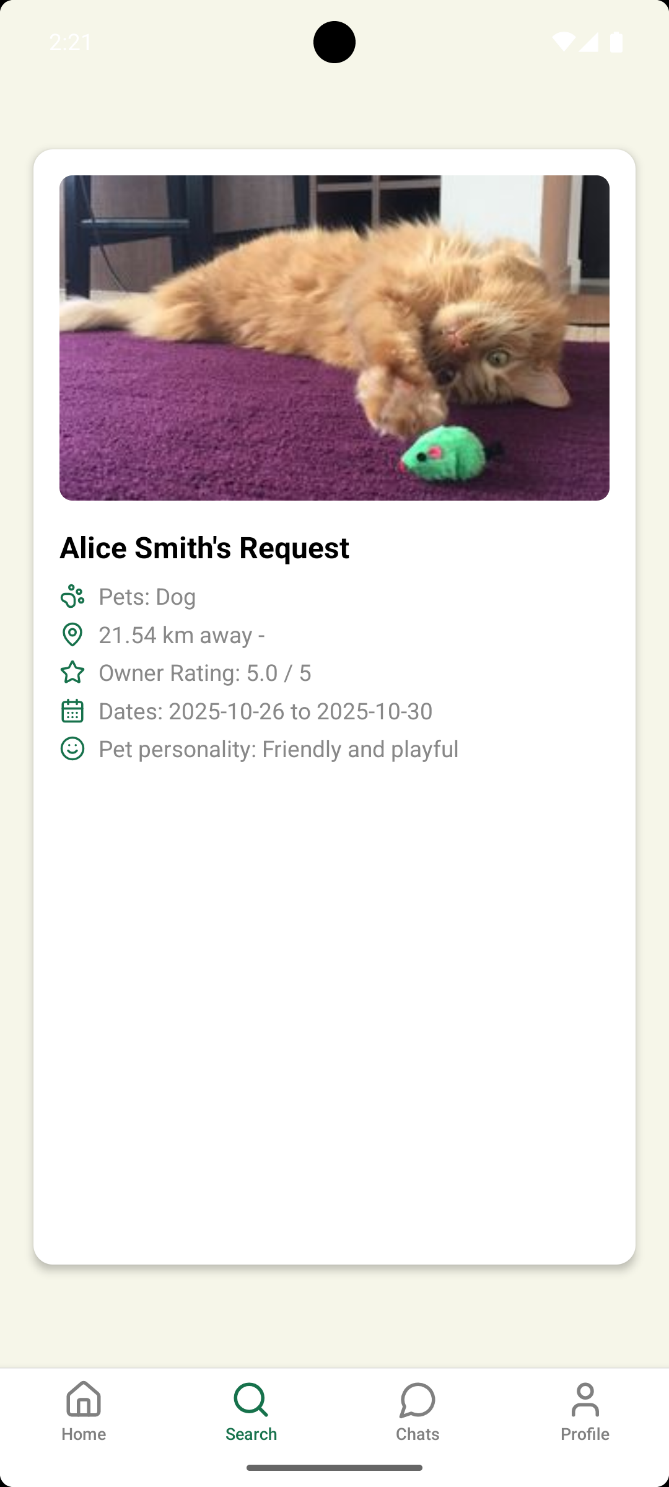 2:21
Alice Smith's Request
Pets: Dog
21.54 km away -
Owner Rating: 5.0 / 5
Dates: 2025-10-26 to 2025-10-30
Pet personality: Friendly and playful
Home
Search
Chats
Profile